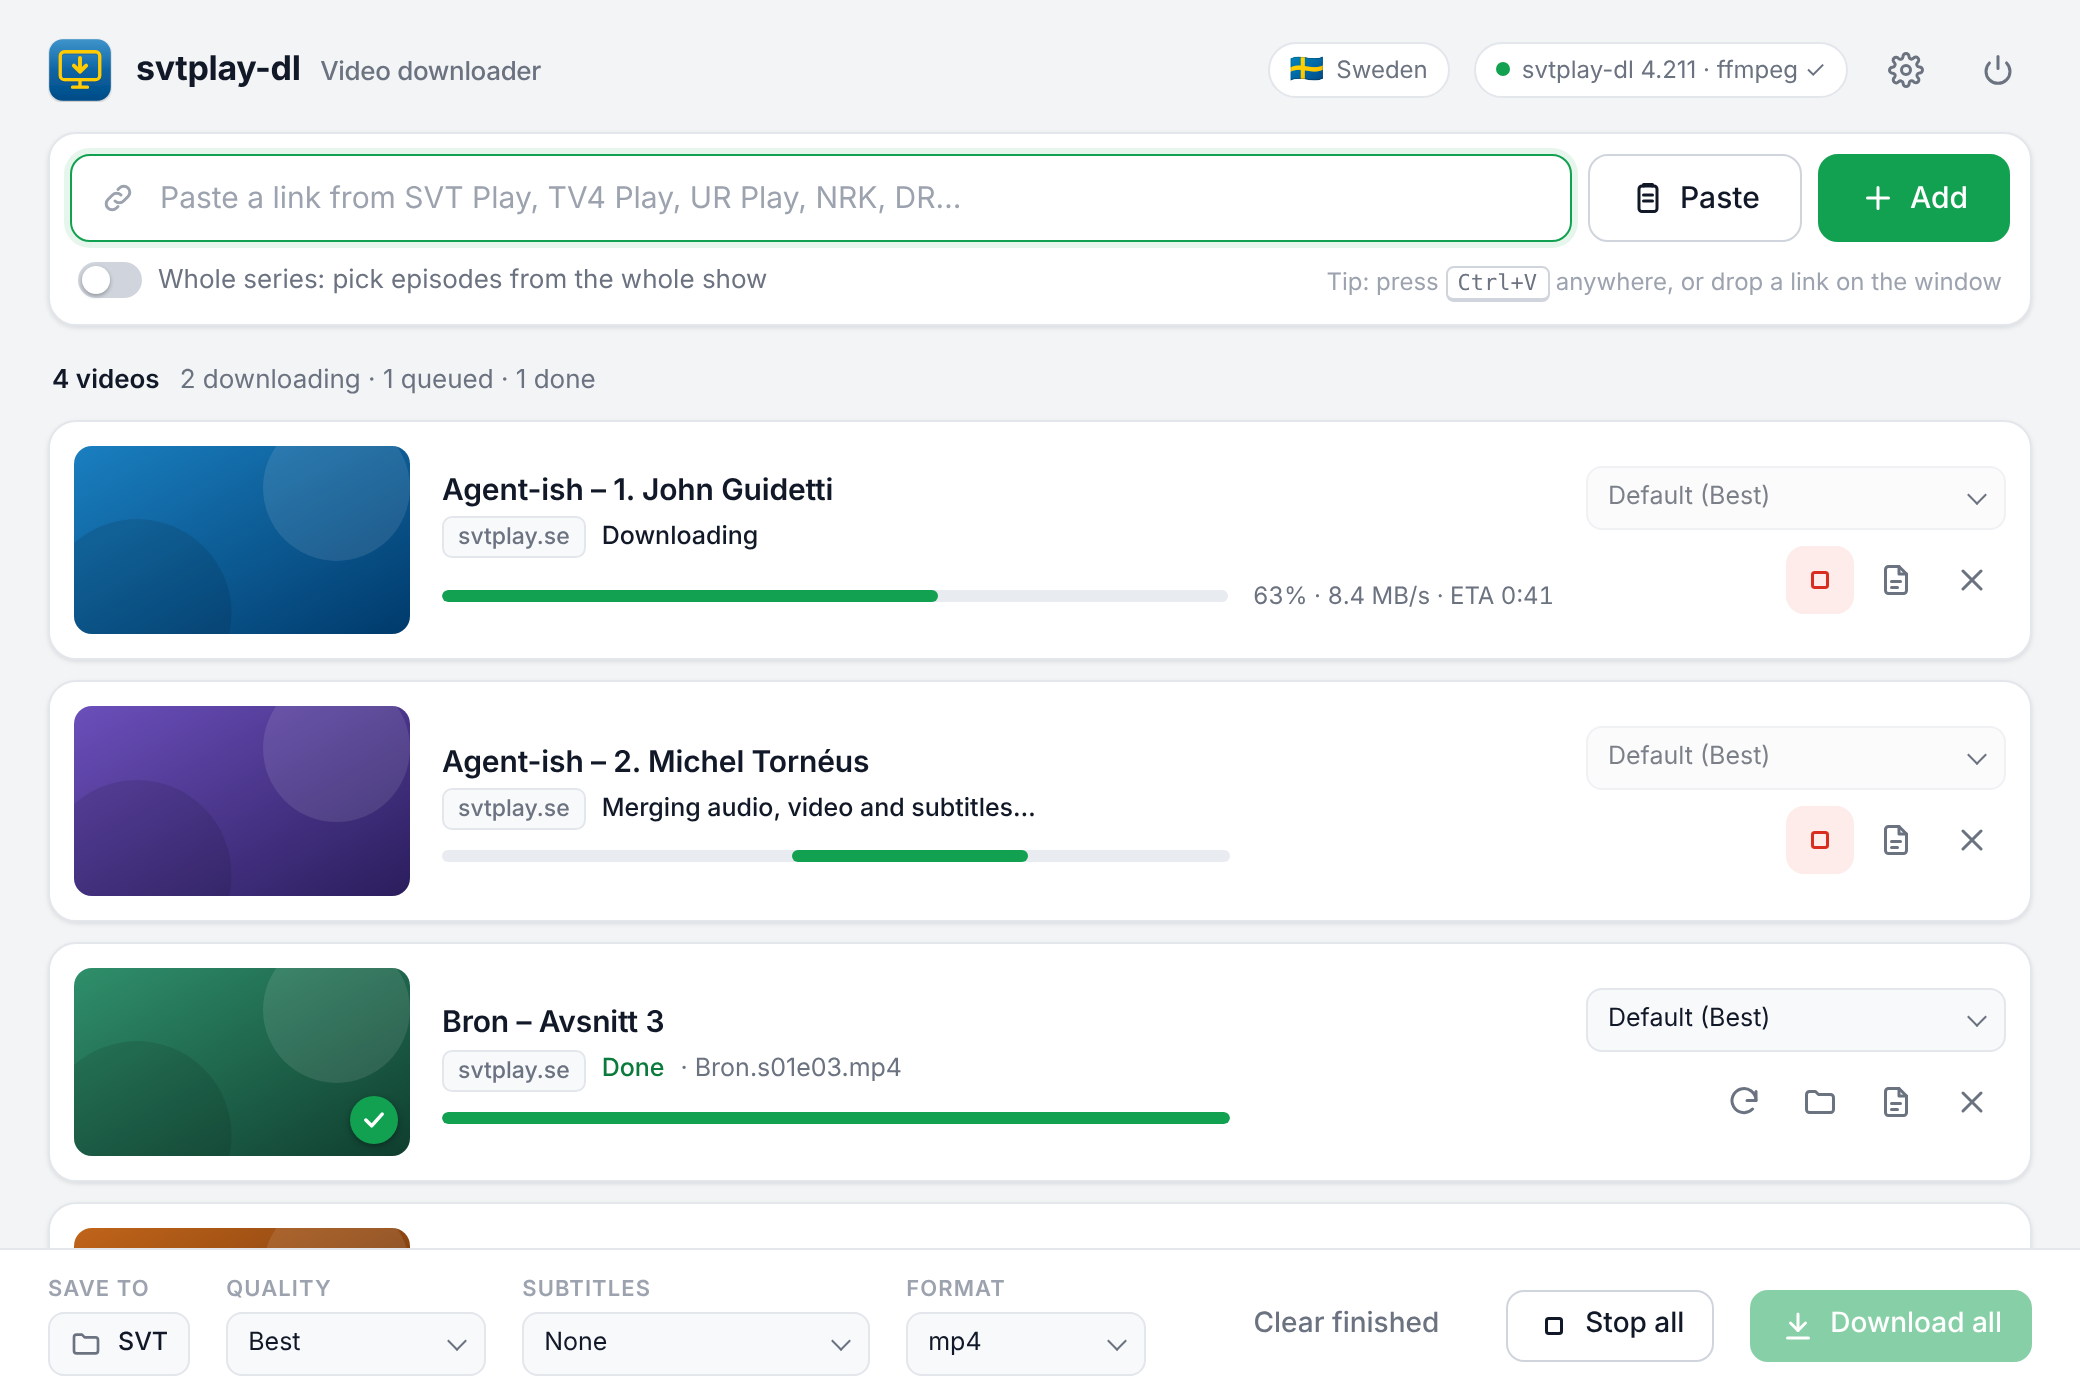 svtplay-dl Video downloader
Sweden
svtplay-dl 4.211 · ffmpeg ✓
Paste a link from SVT Play, TV4 Play, UR Play, NRK, DR...
Paste
Add
Whole series: pick episodes from the whole show
Tip: press Ctrl+V anywhere, or drop a link on the window
4 videos 2 downloading · 1 queued · 1 done
Agent-ish – 1. John Guidetti
svtplay.se Downloading
63% · 8.4 MB/s · ETA 0:41
Default (Best)
Agent-ish – 2. Michel Tornéus
svtplay.se Merging audio, video and subtitles...
Default (Best)
Bron – Avsnitt 3
svtplay.se Done · Bron.s01e03.mp4
Default (Best)
SAVE TO
SVT
QUALITY
Best
SUBTITLES
None
FORMAT
mp4
Clear finished
Stop all
Download all